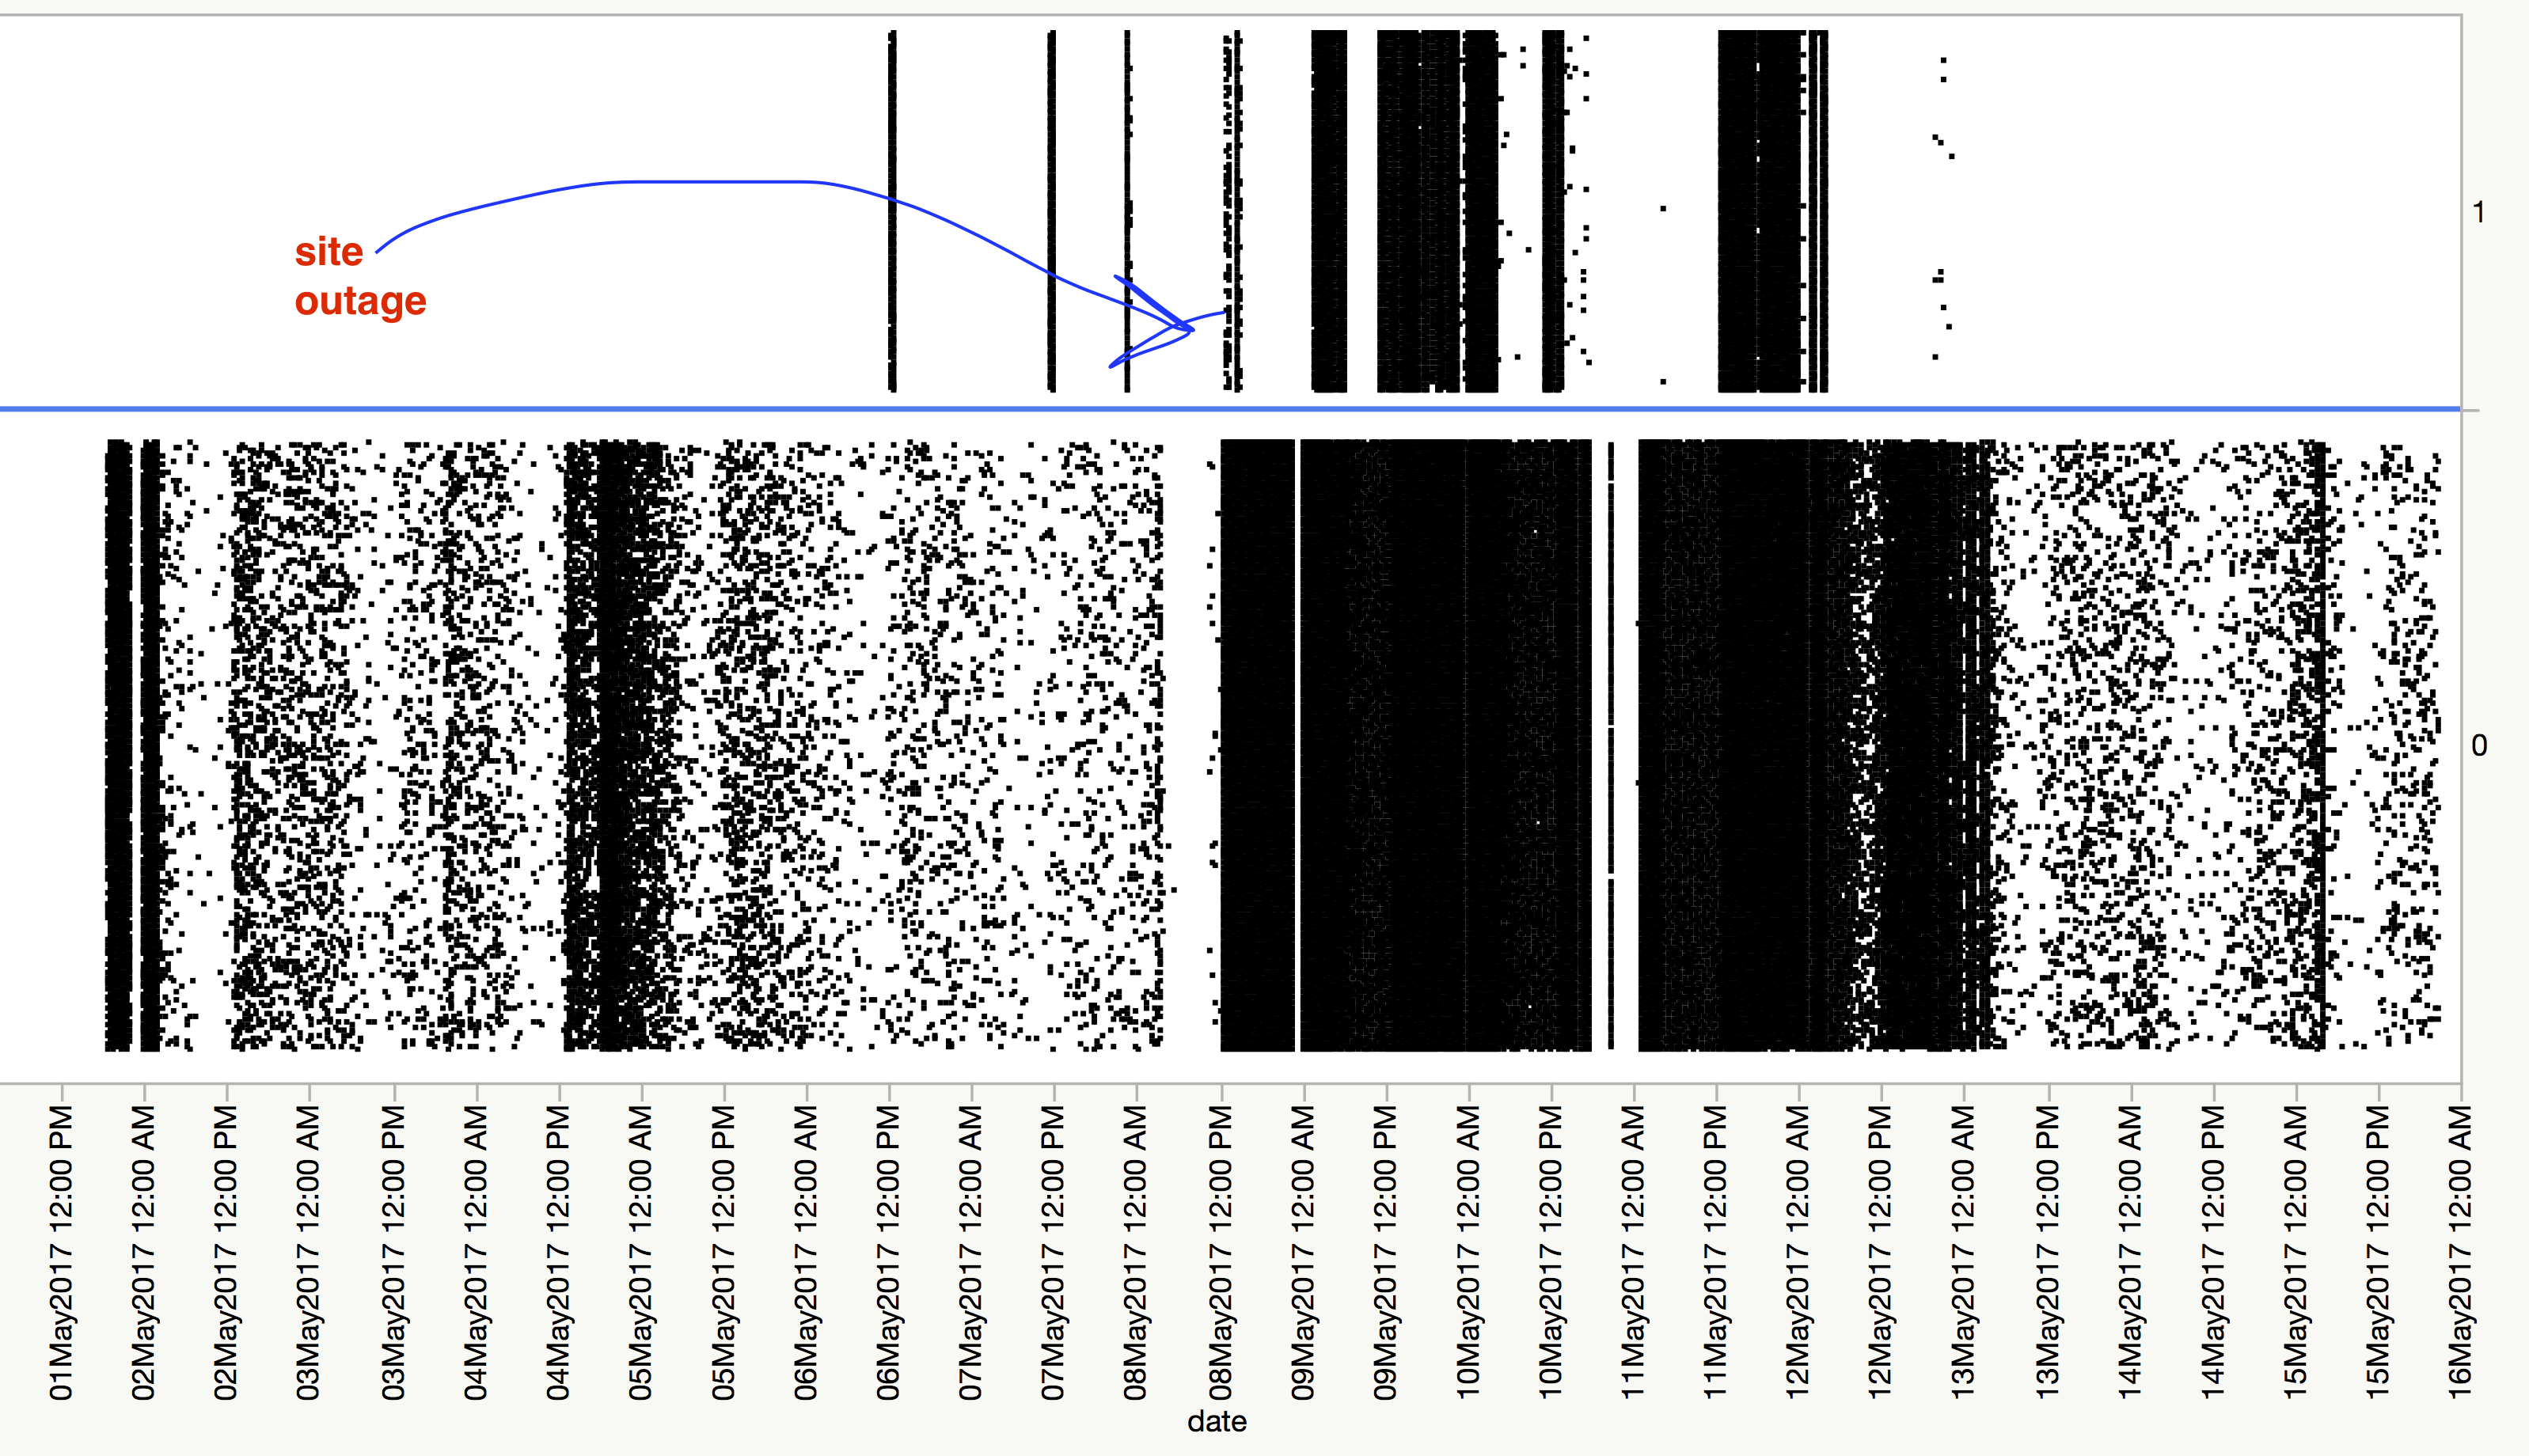 1
site
outage
0
01May2017 12:00 PM
02May2017 12:00 AM
02May2017 12:00 PM
03May2017 12:00 AM
03May2017 12:00 PM
04May2017 12:00 AM
04May2017 12:00 PM
05May2017 12:00 AM
05May2017 12:00 PM
06May2017 12:00 AM
06May2017 12:00 PM
07May2017 12:00 AM
07May2017 12:00 PM
08May2017 12:00 AM
08May2017 12:00 PM
09May2017 12:00 AM
09May2017 12:00 PM
10May2017 12:00 AM
10May2017 12:00 PM
11May2017 12:00 AM
11May2017 12:00 PM
12May2017 12:00 AM
12May2017 12:00 PM
13May2017 12:00 AM
13May2017 12:00 PM
14May2017 12:00 AM
14May2017 12:00 PM
15May2017 12:00 AM
15May2017 12:00 PM
16May2017 12:00 AM
date